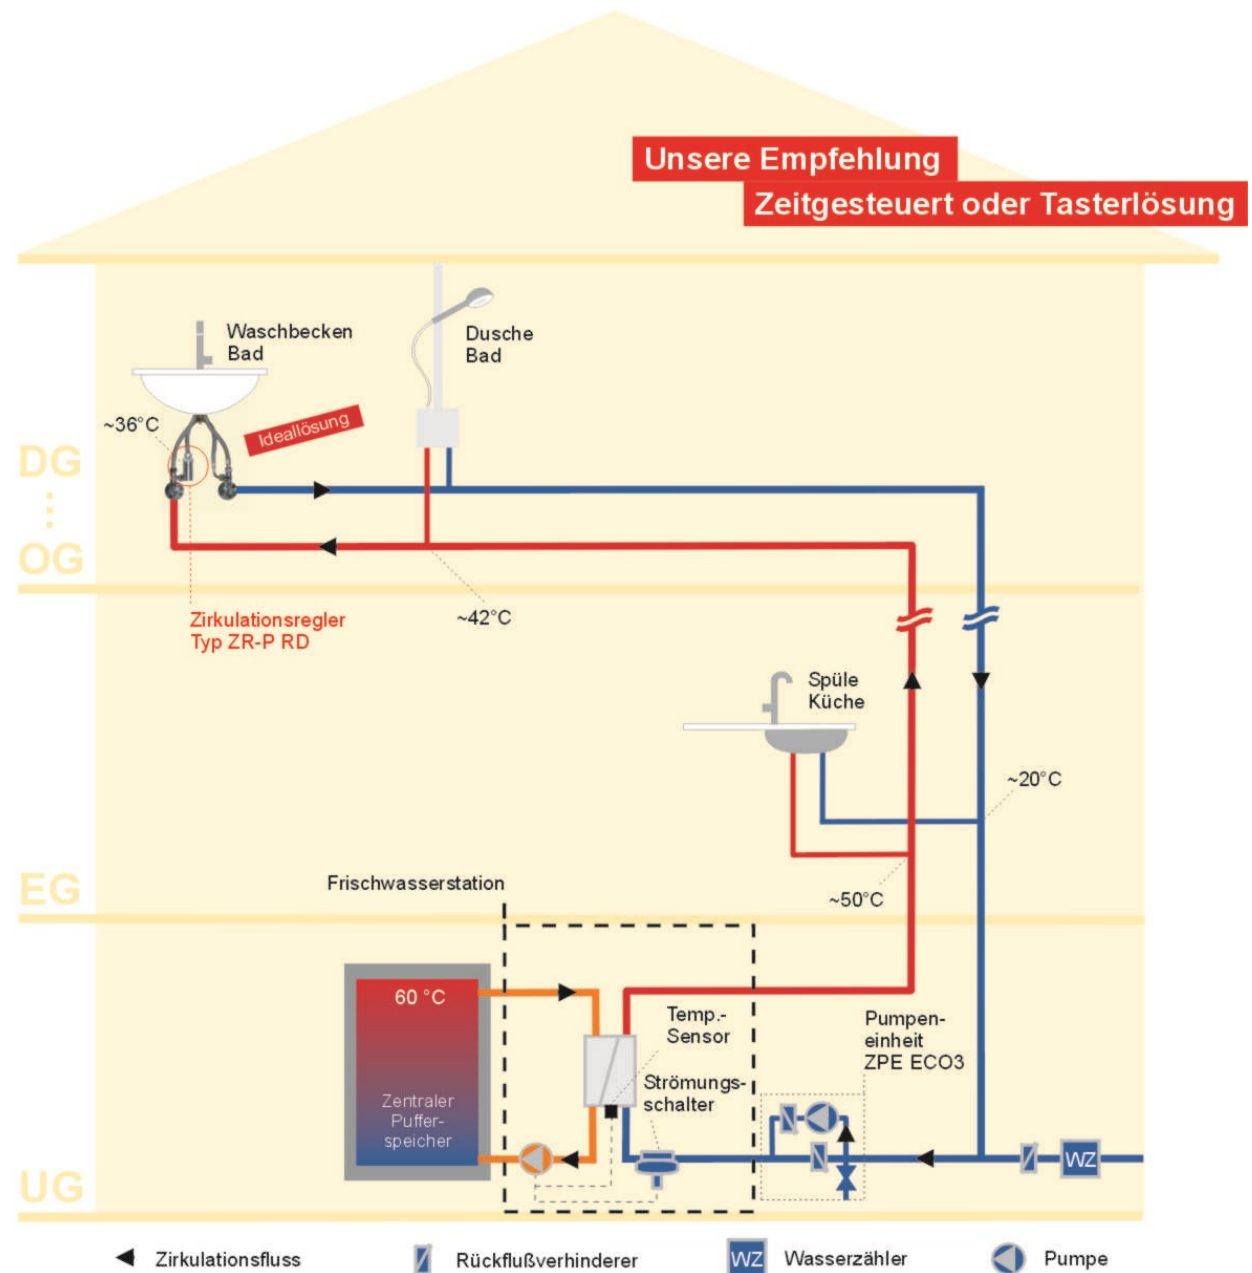 Unsere Empfehlung
Zeitgesteuert oder Tasterlösung
Waschbecken
Bad
Dusche
Bad
~36°C
Ideallösung
DG
OG
Zirkulationsregler
Typ ZR-P RD
~42°C
Spüle
Küche
~20°C
~50°C
EG
Frischwasserstation
60 °C
Temp.-
Sensor
Pumpen-
einheit
ZPE ECO3
Strömungs-
schalter
Zentraler
Puffer-
speicher
WZ
UG
Zirkulationsfluss
Rückflußverhinderer
WZ
Wasserzähler
Pumpe